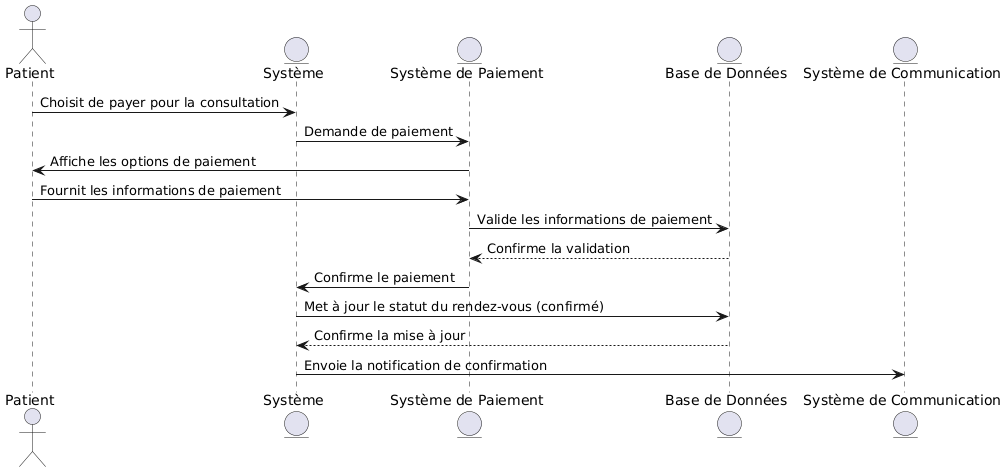 Patient
Système
Système de Paiement
Base de Données
Système de Communication
Choisit de payer pour la consultation
Demande de paiement
Affiche les options de paiement
Fournit les informations de paiement
Valide les informations de paiement
Confirme la validation
Confirme le paiement
Met à jour le statut du rendez-vous (confirmé)
Confirme la mise à jour
Envoie la notification de confirmation
Patient
Système
Système de Paiement
Base de Données
Système de Communication